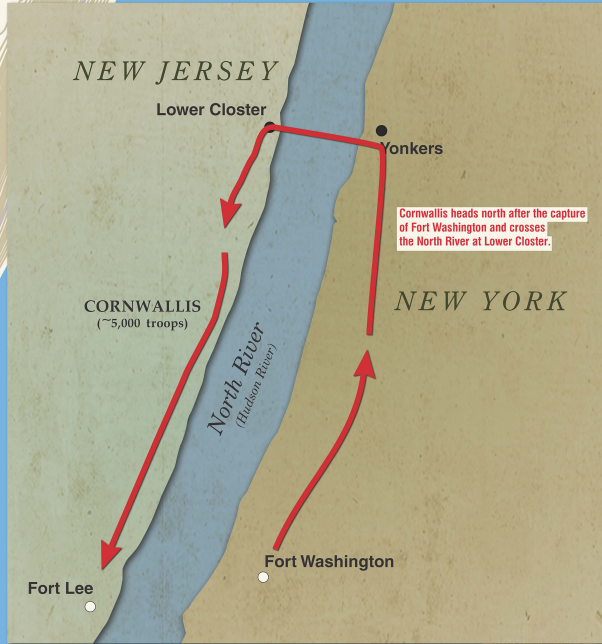 NEW JERSEY
Lower Closter
Yonkers
Cornwallis heads north after the capture
of Fort Washington and crosses
the North River at Lower Closter.
NEW YORK
CORNWALLIS
(~5,000 troops)
North River
(Hudson River)
Fort Washington
Fort Lee